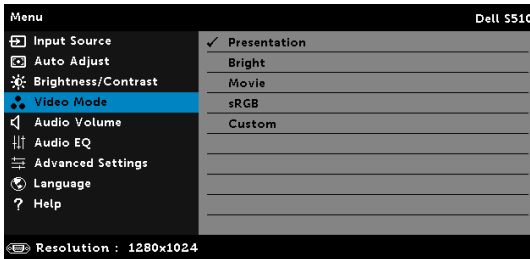 Menu Dell S510
Input Source
Auto Adjust
Brightness/Contrast
Video Mode
Audio Volume
Audio EQ
Advanced Settings
Language
? Help
✓ Presentation
Bright
Movie
sRGB
Custom
Resolution : 1280x1024